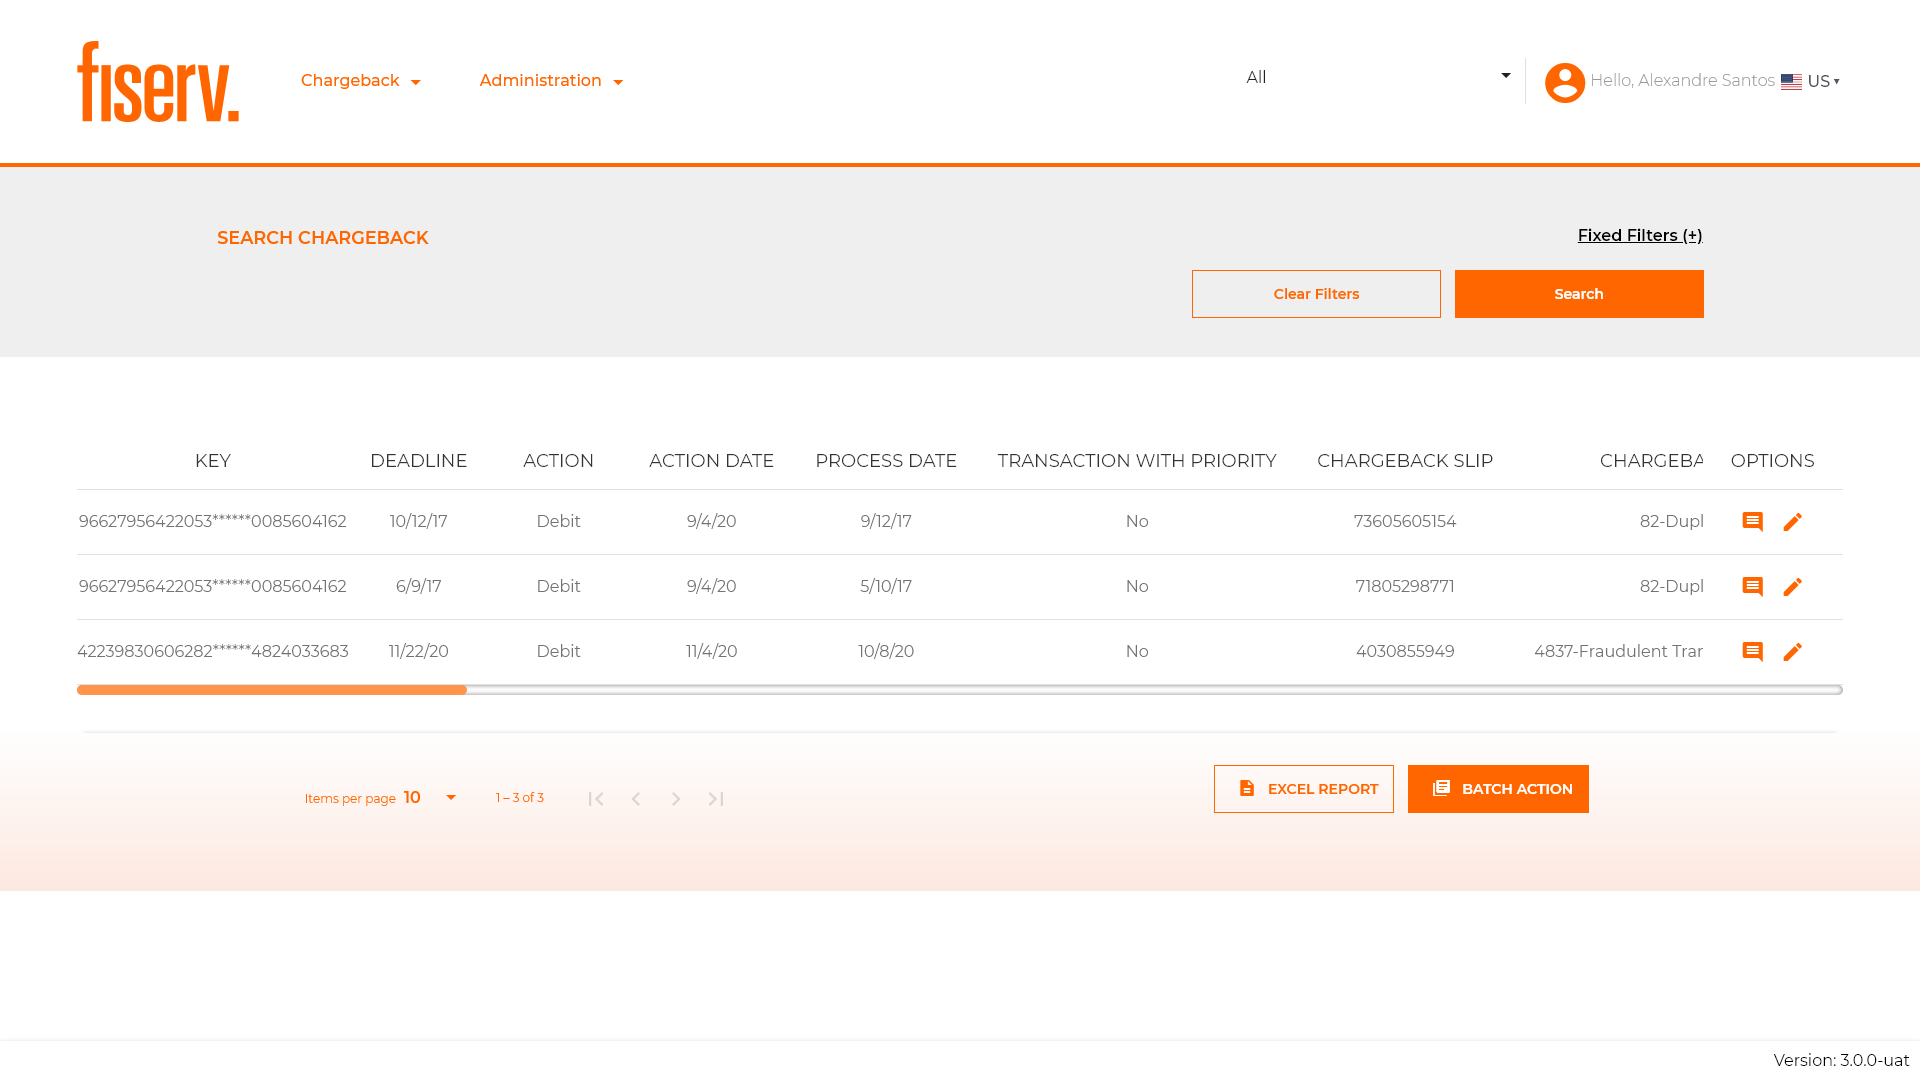 fiserv.
Chargeback
Administration
All
Hello, Alexandre Santos
US
SEARCH CHARGEBACK
Fixed Filters (+)
Clear Filters
Search
KEY DEADLINE ACTION ACTION DATE PROCESS DATE TRANSACTION WITH PRIORITY CHARGEBACK SLIP CHARGEBA OPTIONS
96627956422053******0085604162 10/12/17 Debit 9/4/20 9/12/17 No 73605605154 82-Dupl
96627956422053******0085604162 6/9/17 Debit 9/4/20 5/10/17 No 71805298771 82-Dupl
42239830606282******4824033683 11/22/20 Debit 11/4/20 10/8/20 No 4030855949 4837-Fraudulent Trar
Items per page 10 1 – 3 of 3
EXCEL REPORT
BATCH ACTION
Version: 3.0.0-uat